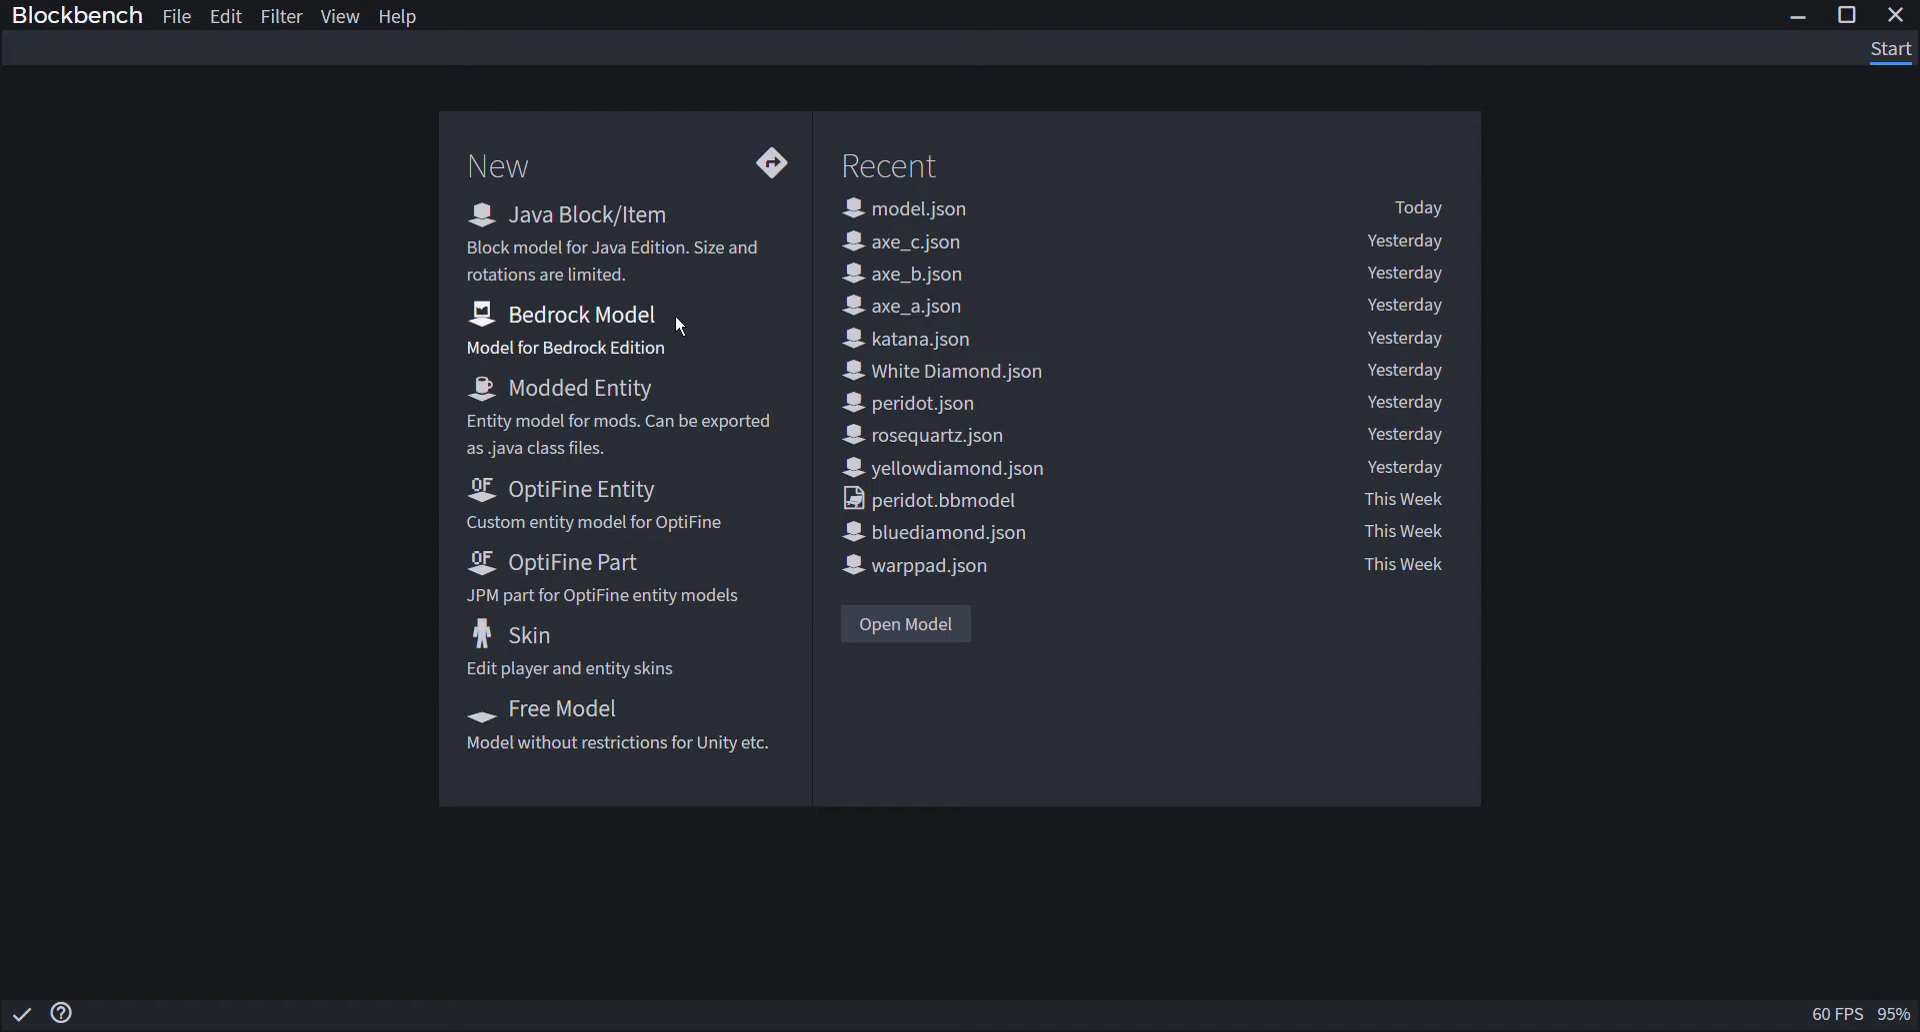 Blockbench File Edit Filter View Help
Start
New
Java Block/Item
Block model for Java Edition. Size and
rotations are limited.
Bedrock Model
Model for Bedrock Edition
Modded Entity
Entity model for mods. Can be exported
as .java class files.
OF OptiFine Entity
Custom entity model for OptiFine
OF OptiFine Part
JPM part for OptiFine entity models
Skin
Edit player and entity skins
Free Model
Model without restrictions for Unity etc.
Recent
model.json Today
axe_c.json Yesterday
axe_b.json Yesterday
axe_a.json Yesterday
katana.json Yesterday
White Diamond.json Yesterday
peridot.json Yesterday
rosequartz.json Yesterday
yellowdiamond.json Yesterday
peridot.bbmodel This Week
bluediamond.json This Week
warppad.json This Week
Open Model
60 FPS 95%